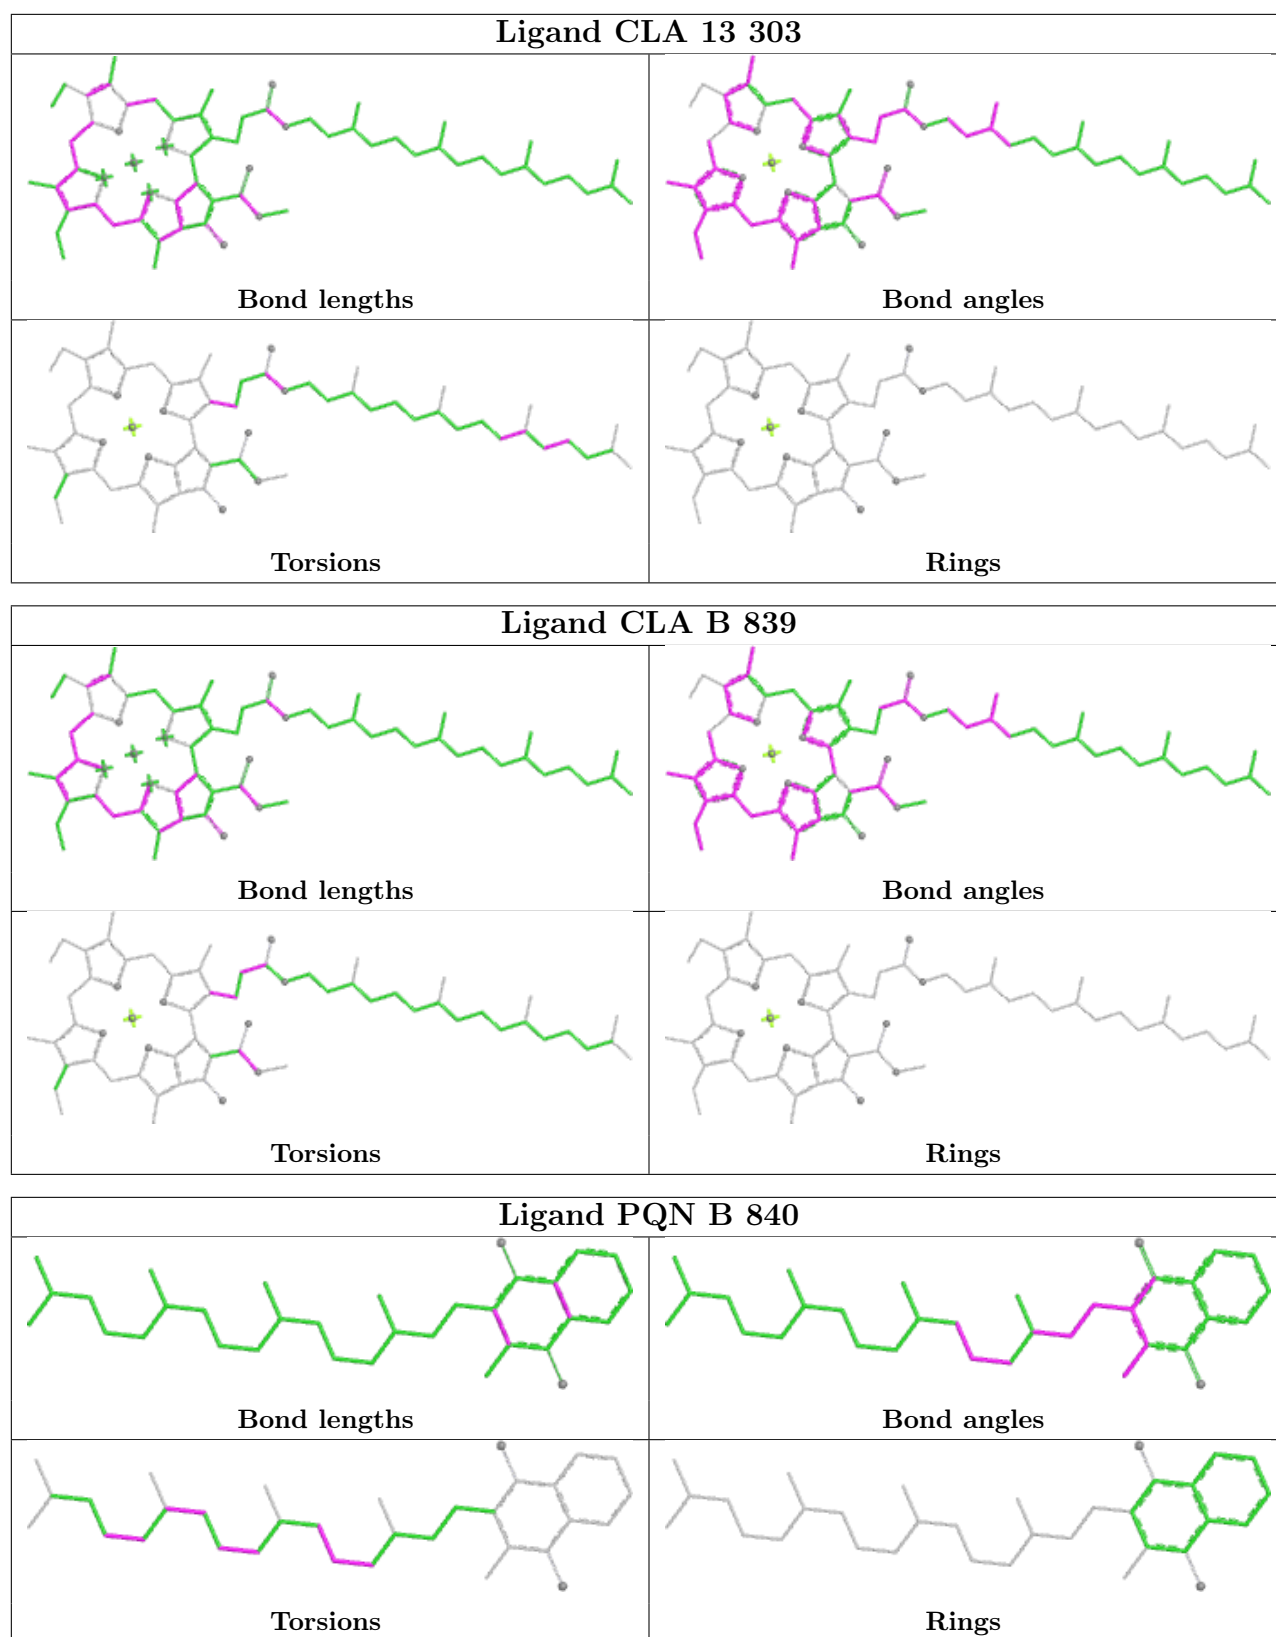 Ligand CLA 13 303
Bond lengths
Bond angles
Torsions
Rings
Ligand CLA B 839
Bond lengths
Bond angles
Torsions
Rings
Ligand PQN B 840
Bond lengths
Bond angles
Torsions
Rings